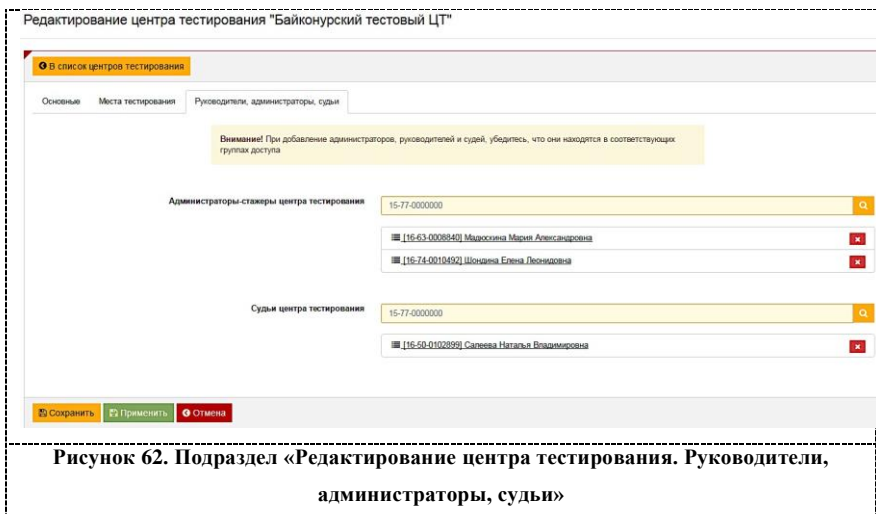 Редактирование центра тестирования "Байконурский тестовый ЦТ"
В список центров тестирования
Основные Места тестирования Руководители, администраторы, судьи
Внимание! При добавление администраторов, руководителей и судей, убедитесь, что они находятся в соответствующих
группах доступа
Администраторы-стажеры центра тестирования 15-77-0000000
[16-63-0008840] Мадюскина Мария Александровна
[16-74-0010492] Шондина Елена Леонидовна
Судьи центра тестирования 15-77-0000000
[16-50-0102899] Салеева Наталья Владимировна
Сохранить Применить Отмена
Рисунок 62. Подраздел «Редактирование центра тестирования. Руководители,
администраторы, судьи»